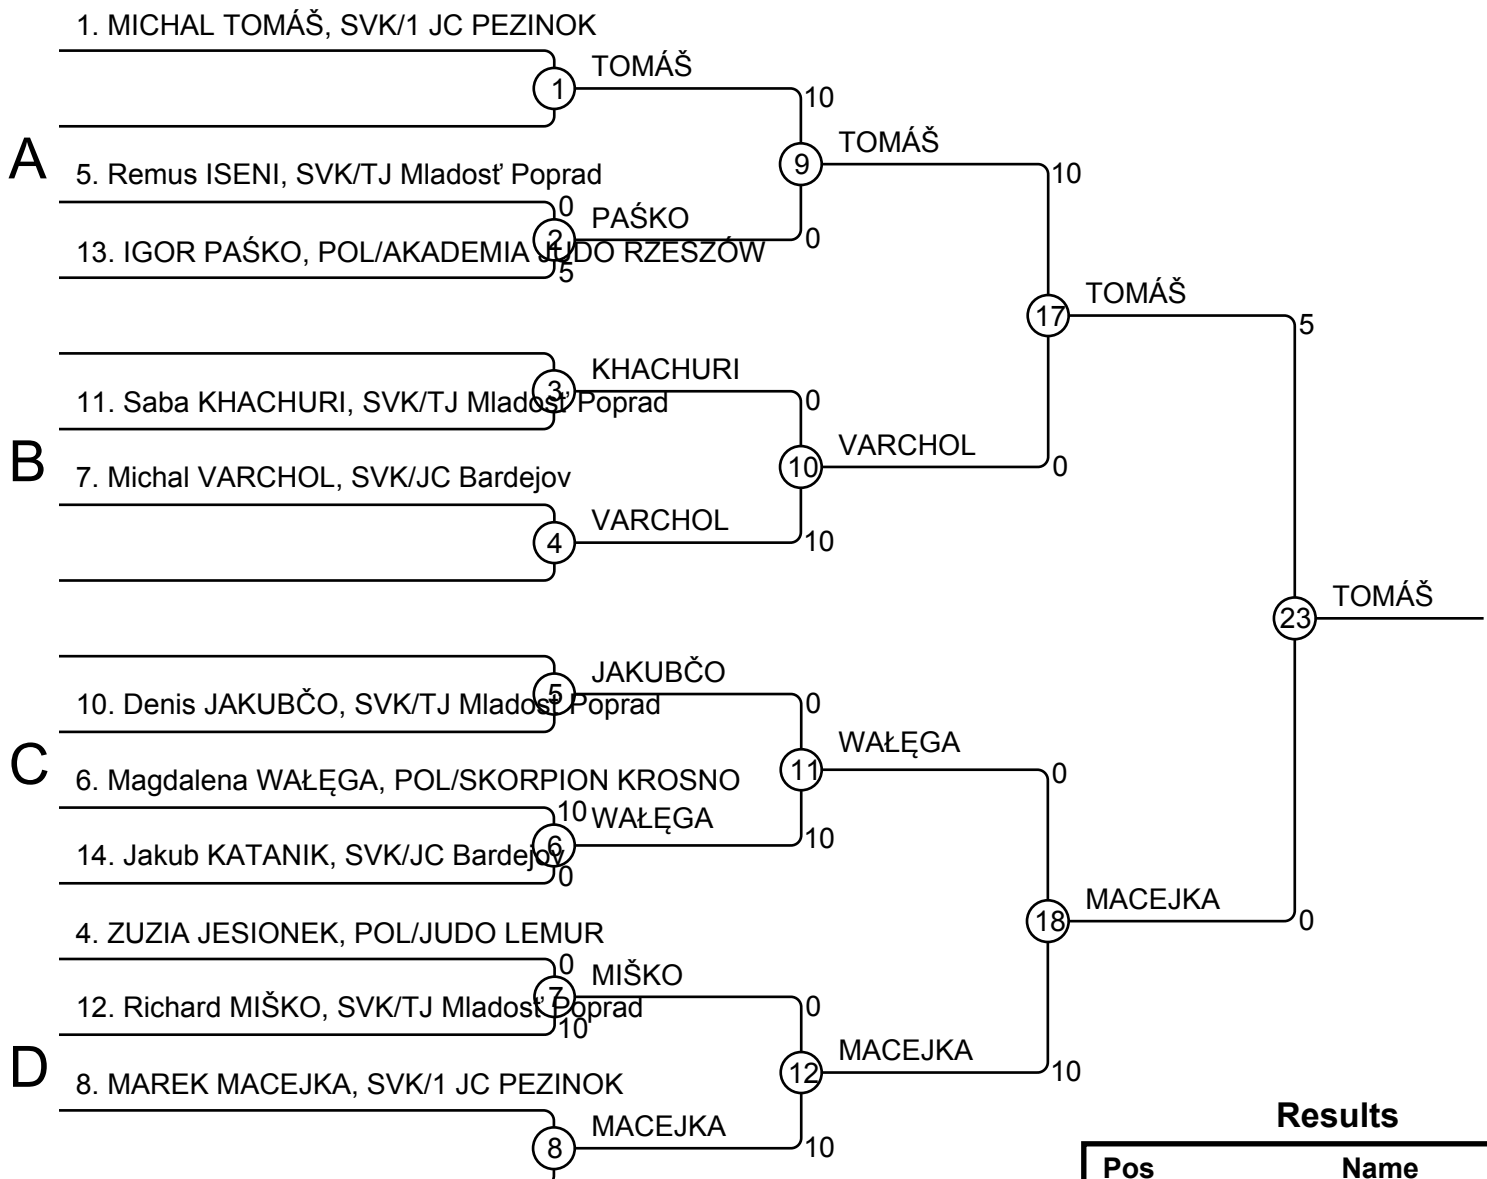 1. MICHAL TOMÁŠ, SVK/1 JC PEZINOK
1
TOMÁŠ
10
A
5. Remus ISENI, SVK/TJ Mladosť Poprad
0
2
PAŚKO
13. IGOR PAŚKO, POL/AKADEMIA JUDO RZESZÓW
5
9
TOMÁŠ
0
10
3
KHACHURI
11. Saba KHACHURI, SVK/TJ Mladosť Poprad
0
B
7. Michal VARCHOL, SVK/JC Bardejov
10
VARCHOL
4
VARCHOL
10
17
TOMÁŠ
0
5
23
TOMÁŠ
5
JAKUBČO
10. Denis JAKUBČO, SVK/TJ Mladosť Poprad
0
C
6. Magdalena WAŁĘGA, POL/SKORPION KROSNO
10
6
WAŁĘGA
14. Jakub KATANIK, SVK/JC Bardejov
0
11
WAŁĘGA
10
0
4. ZUZIA JESIONEK, POL/JUDO LEMUR
0
7
MIŠKO
12. Richard MIŠKO, SVK/TJ Mladosť Poprad
10
0
18
MACEJKA
0
D
8. MAREK MACEJKA, SVK/1 JC PEZINOK
12
MACEJKA
10
8
MACEJKA
10
Results
Pos Name